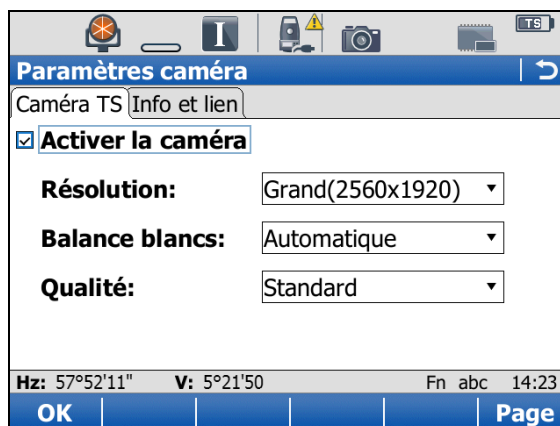 TS
I
Paramètres caméra
Caméra TS Info et lien
Activer la caméra
Résolution: Grand(2560x1920)
Balance blancs: Automatique
Qualité: Standard
Hz: 57°52'11" V: 5°21'50 Fn abc 14:23
OK Page